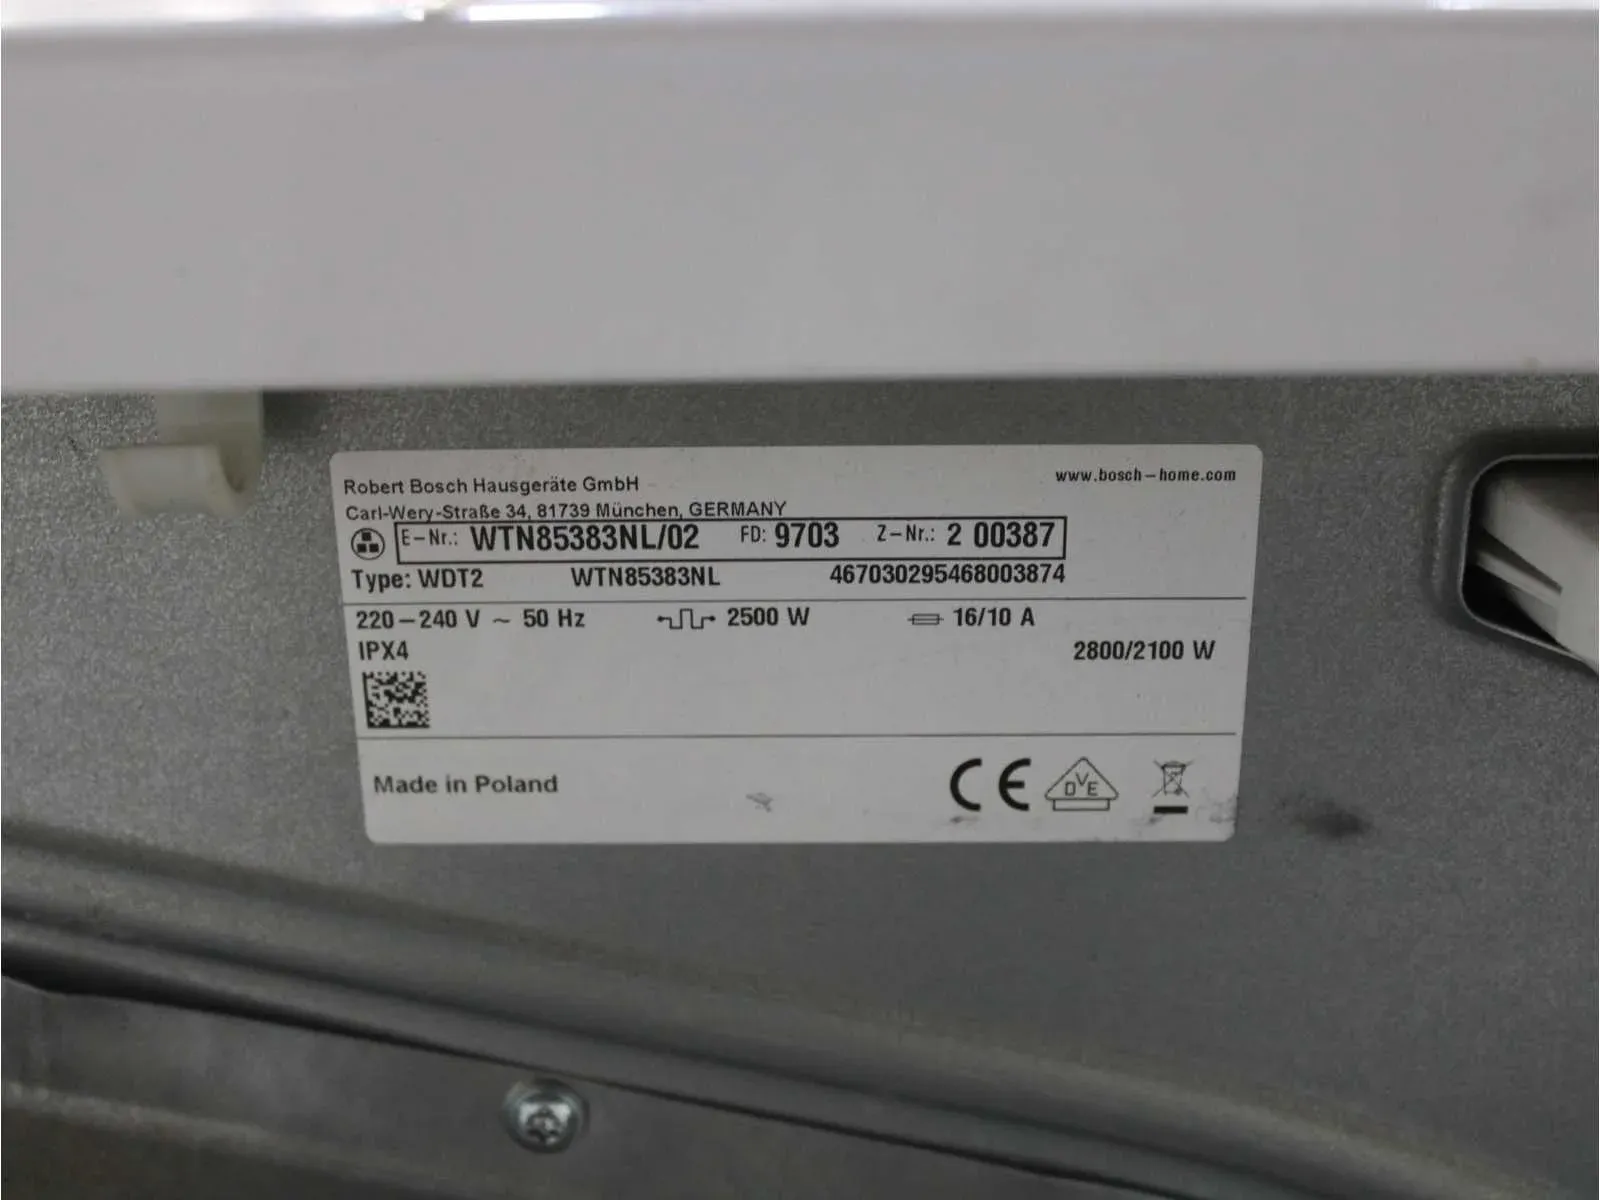 Robert Bosch Hausgeräte GmbH
www.bosch-home.com
Carl-Wery-Straße 34, 81739 München, GERMANY
E-Nr.: WTN85383NL/02 FD: 9703 Z-Nr.: 2 00387
Type: WDT2 WTN85383NL 467030295468003874
220-240 V ~ 50 Hz 2500 W 16/10 A
IPX4 2800/2100 W
Made in Poland CE DVE